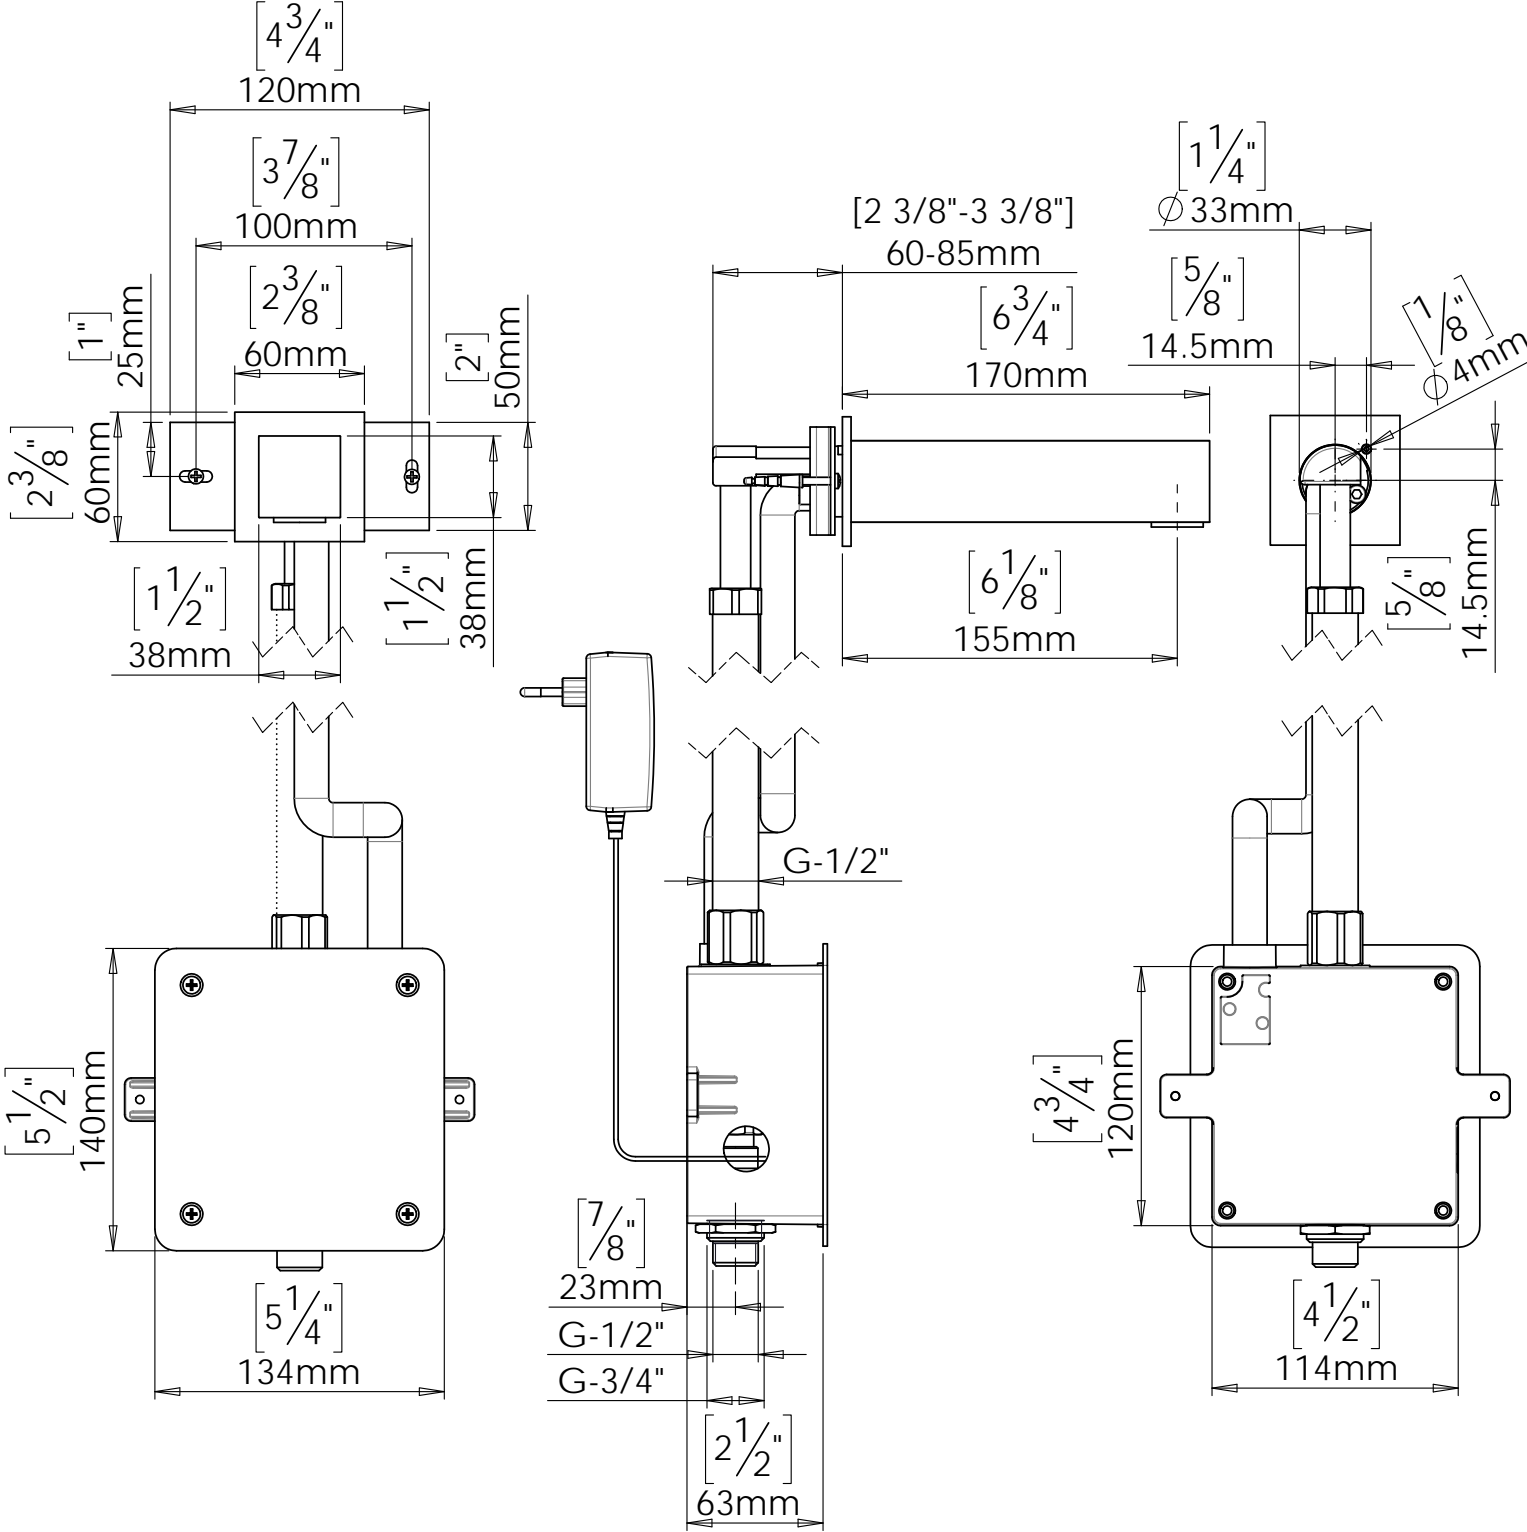 [4 3/4"]
120mm
[3 7/8"]
100mm
[2 3/8"]
60mm
[1"]
25mm
[2"]
50mm
[2 3/8"]
60mm
[1 1/2"]
38mm
[1 1/2"]
38mm
[2 3/8"-3 3/8"]
60-85mm
[6 3/4"]
170mm
[6 1/8"]
155mm
[1 1/4"]
∅33mm
[5/8"]
14.5mm
[1/8"]
∅4mm
[5/8"]
14.5mm
G-1/2"
[5 1/2"]
140mm
[5 1/4"]
134mm
[7/8"]
23mm
G-1/2"
G-3/4"
[2 1/2"]
63mm
[4 3/4"]
120mm
[4 1/2"]
114mm